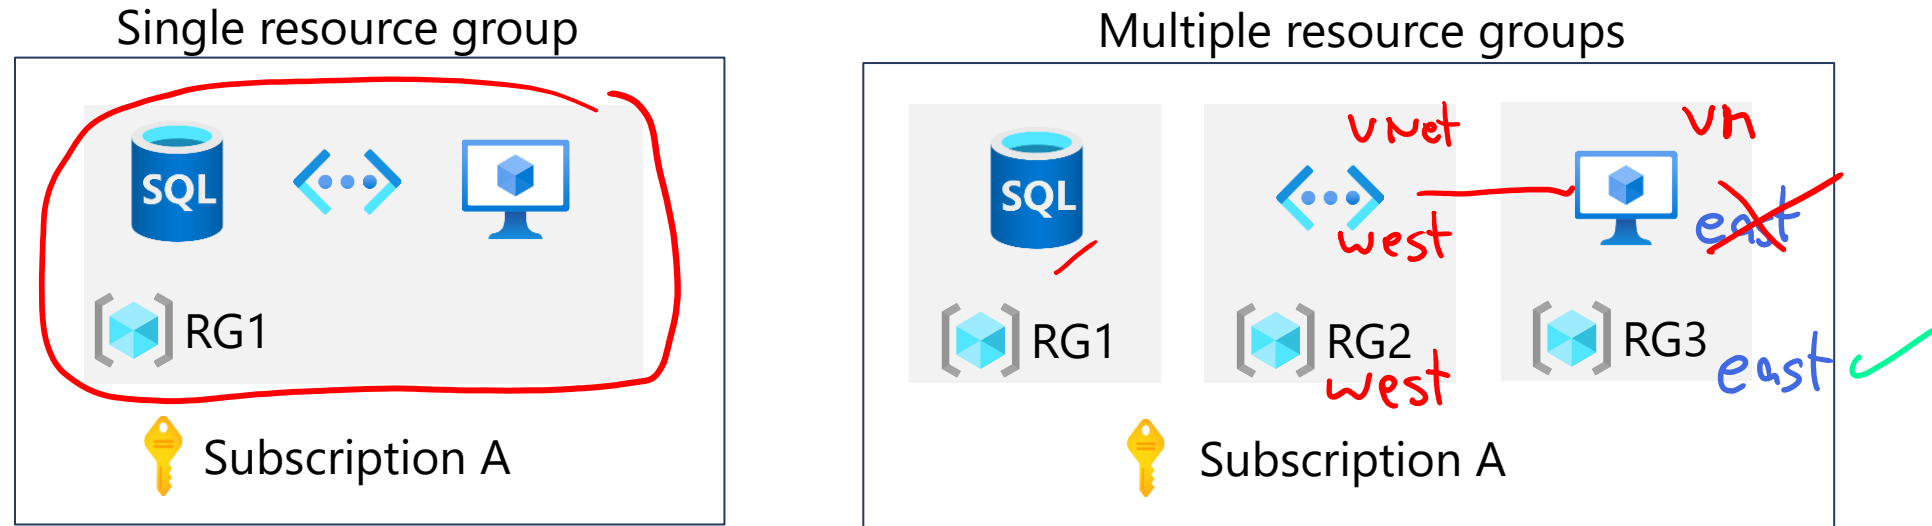 Single resource group
SQL
RG1
Subscription A
Multiple resource groups
SQL
RG1
VNet
west
RG2
west
VM
east
RG3
east
Subscription A